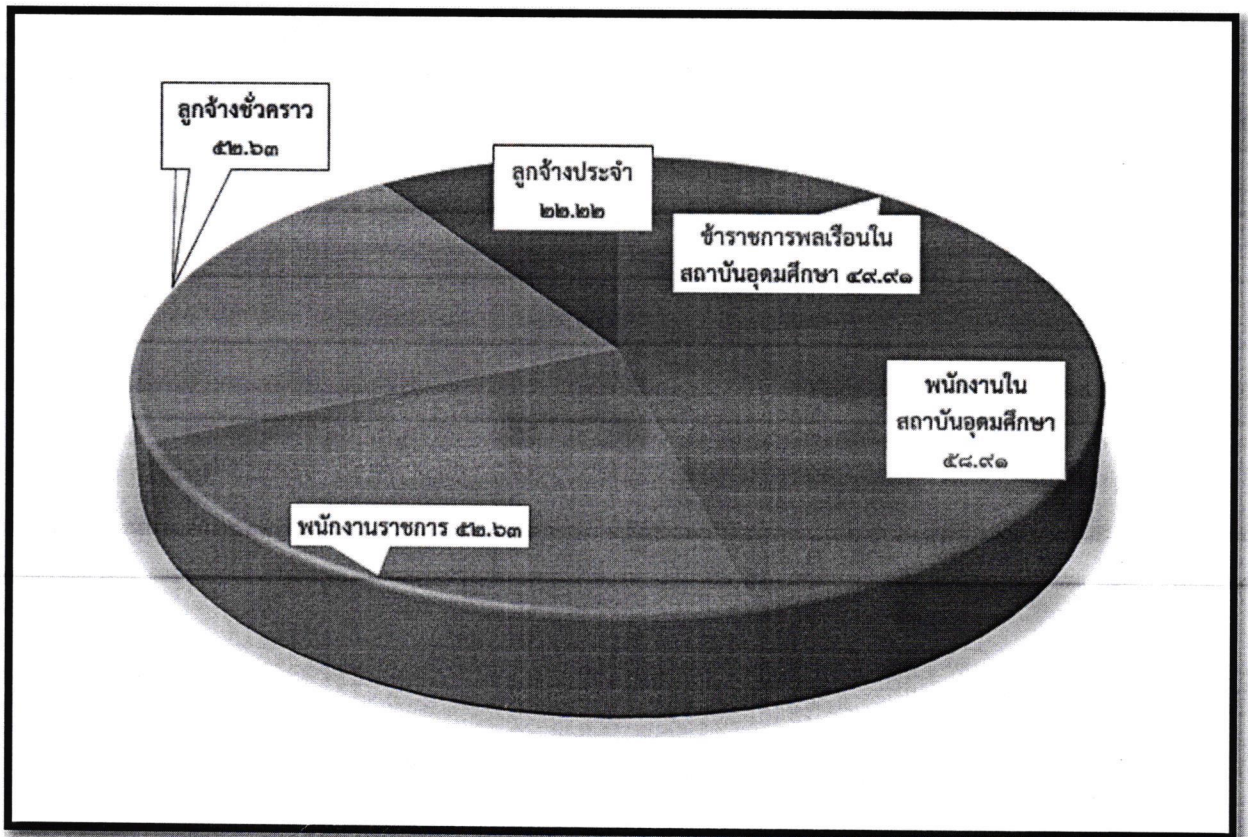 ลูกจ้างชั่วคราว
๕๒.๖๓
ลูกจ้างประจำ
๒๒.๒๒
ข้าราชการพลเรือนใน
สถาบันอุดมศึกษา ๔๙.๙๑
พนักงานใน
สถาบันอุดมศึกษา
๕๘.๙๑
พนักงานราชการ ๕๒.๖๓